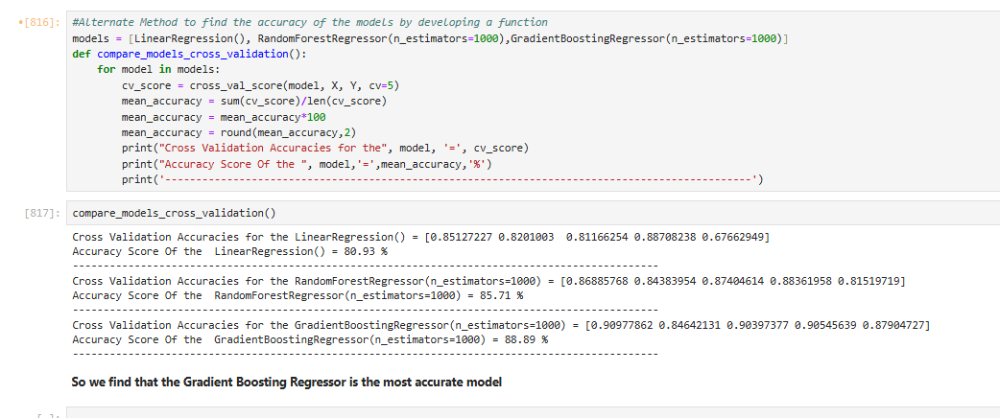 •[816]: #Alternate Method to find the accuracy of the models by developing a function
models = [LinearRegression(), RandomForestRegressor(n_estimators=1000),GradientBoostingRegressor(n_estimators=1000)]
def compare_models_cross_validation():
    for model in models:
        cv_score = cross_val_score(model, X, Y, cv=5)
        mean_accuracy = sum(cv_score)/len(cv_score)
        mean_accuracy = mean_accuracy*100
        mean_accuracy = round(mean_accuracy,2)
        print("Cross Validation Accuracies for the", model, '=', cv_score)
        print("Accuracy Score Of the ", model,'=',mean_accuracy,'%')
        print('----------------------------------------------------------------------------------------------')
[817]: compare_models_cross_validation()
Cross Validation Accuracies for the LinearRegression() = [0.85127227 0.8201003  0.81166254 0.88708238 0.67662949]
Accuracy Score Of the  LinearRegression() = 80.93 %
----------------------------------------------------------------------------------------------
Cross Validation Accuracies for the RandomForestRegressor(n_estimators=1000) = [0.86885768 0.84383954 0.87404614 0.88361958 0.81519719]
Accuracy Score Of the  RandomForestRegressor(n_estimators=1000) = 85.71 %
----------------------------------------------------------------------------------------------
Cross Validation Accuracies for the GradientBoostingRegressor(n_estimators=1000) = [0.90977862 0.84642131 0.90397377 0.90545639 0.87904727]
Accuracy Score Of the  GradientBoostingRegressor(n_estimators=1000) = 88.89 %
----------------------------------------------------------------------------------------------
So we find that the Gradient Boosting Regressor is the most accurate model
[ ]: